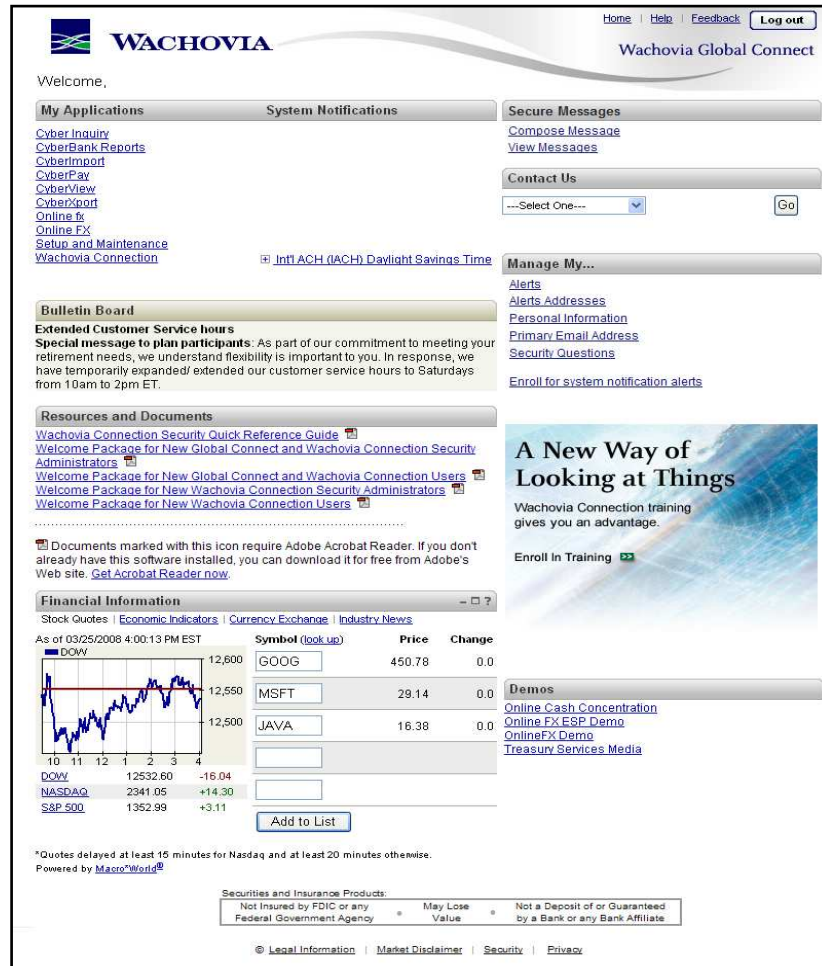 Home | Help | Feedback Log out
WACHOVIA
Wachovia Global Connect
Welcome,
My Applications
System Notifications
Cyber Inquiry
CyberBank Reports
CyberImport
CyberPay
CyberView
CyberXport
Online fx
Online FX
Setup and Maintenance
Wachovia Connection
Int'l ACH (IACH) Daylight Savings Time
Secure Messages
Compose Message
View Messages
Contact Us
---Select One--- Go
Manage My...
Alerts
Alerts Addresses
Personal Information
Primary Email Address
Security Questions
Enroll for system notification alerts
Bulletin Board
Extended Customer Service hours
Special message to plan participants: As part of our commitment to meeting your
retirement needs, we understand flexibility is important to you. In response, we
have temporarily expanded/ extended our customer service hours to Saturdays
from 10am to 2pm ET.
Resources and Documents
Wachovia Connection Security Quick Reference Guide
Welcome Package for New Global Connect and Wachovia Connection Security
Administrators
Welcome Package for New Global Connect and Wachovia Connection Users
Welcome Package for New Wachovia Connection Security Administrators
Welcome Package for New Wachovia Connection Users
Documents marked with this icon require Adobe Acrobat Reader. If you don't
already have this software installed, you can download it for free from Adobe's
Web site. Get Acrobat Reader now.
A New Way of
Looking at Things
Wachovia Connection training
gives you an advantage.
Enroll In Training
Financial Information
Stock Quotes | Economic Indicators | Currency Exchange | Industry News
As of 03/25/2008 4:00:13 PM EST
DOW
12,600
12,550
12,500
10 11 12 1 2 3 4
DOW 12532.60 -16.04
NASDAQ 2341.05 +14.30
S&P 500 1352.99 +3.11
Symbol (look up) Price Change
GOOG 450.78 0.0
MSFT 29.14 0.0
JAVA 16.38 0.0
Add to List
Demos
Online Cash Concentration
Online FX ESP Demo
OnlineFX Demo
Treasury Services Media
*Quotes delayed at least 15 minutes for Nasdaq and at least 20 minutes otherwise.
Powered by Macro*World®
Securities and Insurance Products:
Not Insured by FDIC or any
Federal Government Agency
May Lose
Value
Not a Deposit of or Guaranteed
by a Bank or any Bank Affiliate
© Legal Information | Market Disclaimer | Security | Privacy